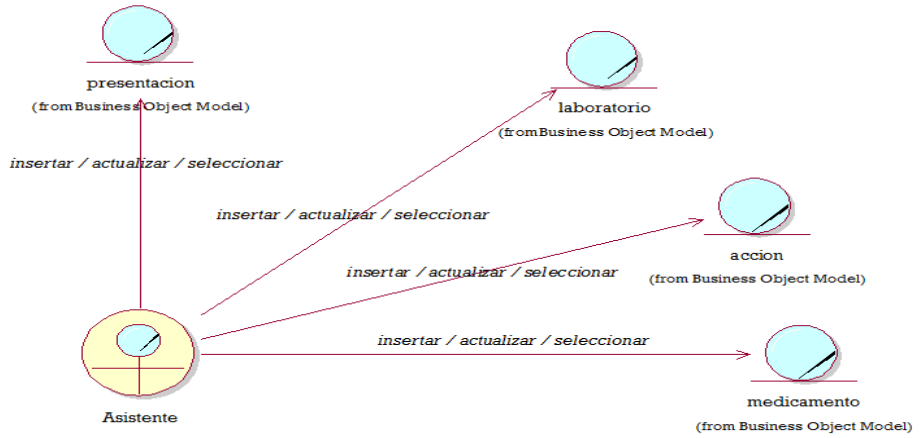 presentacion
(from Business Object Model)
laboratorio
(from Business Object Model)
insertar / actualizar / seleccionar
insertar / actualizar / seleccionar
accion
(from Business Object Model)
insertar / actualizar / seleccionar
insertar / actualizar / seleccionar
medicamento
(from Business Object Model)
Asistente